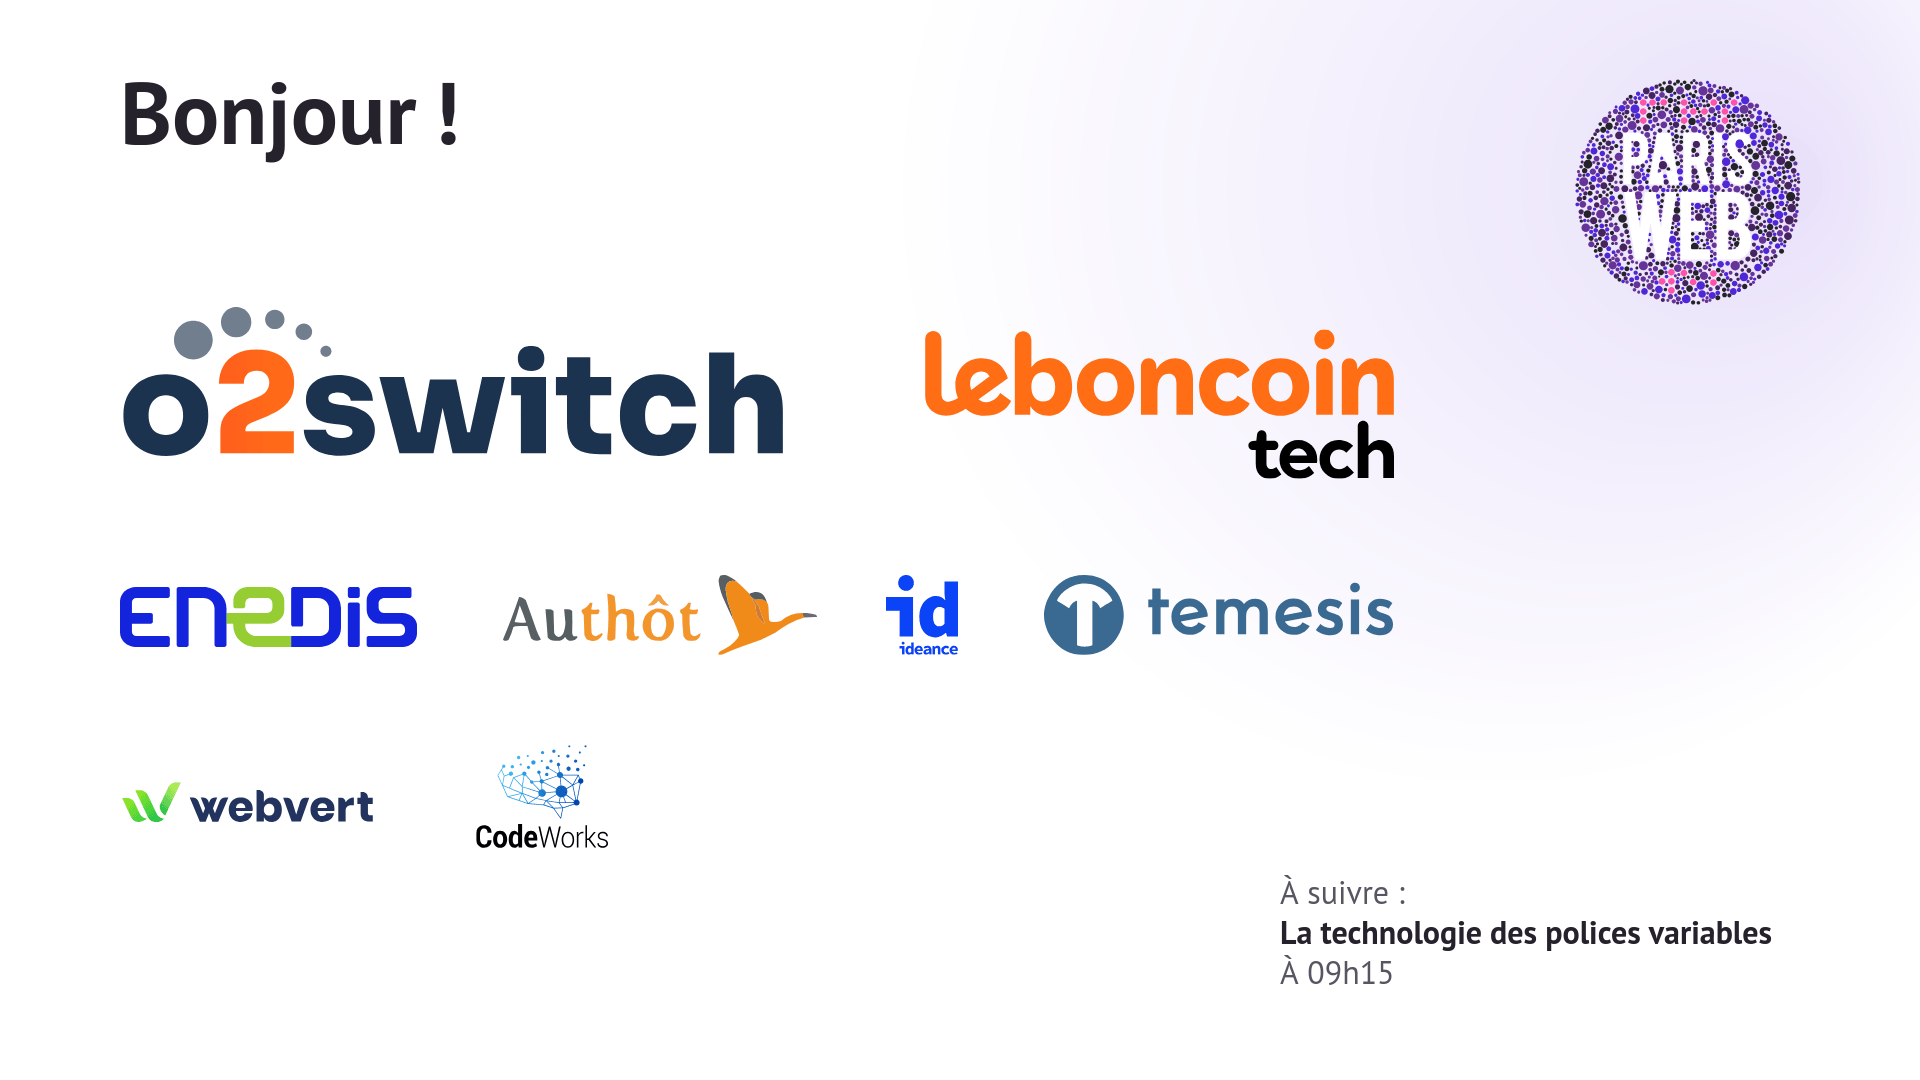 Bonjour !
PARIS
WEB
o2switch
leboncoin
tech
ENEDIS
Authôt
id
ideance
temesis
webvert
CodeWorks
À suivre :
La technologie des polices variables
À 09h15